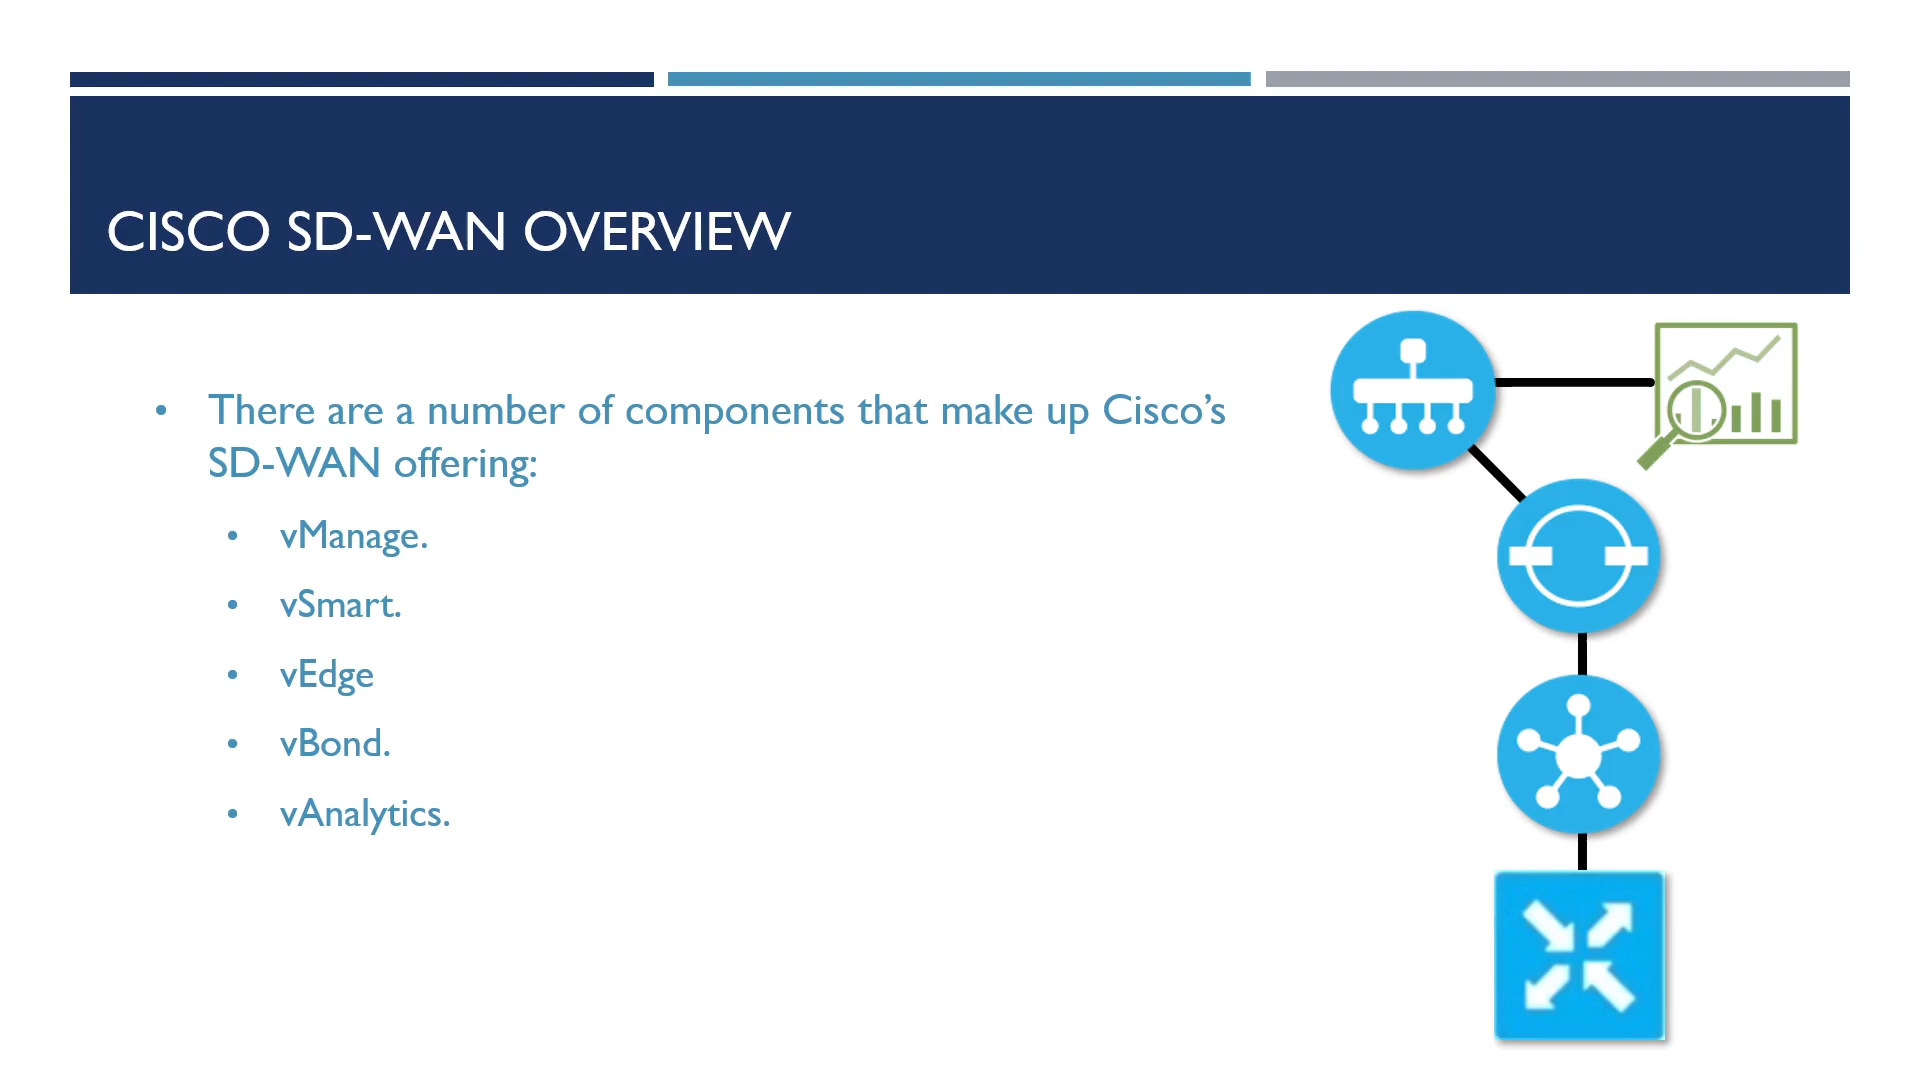 CISCO SD-WAN OVERVIEW
• There are a number of components that make up Cisco’s
SD-WAN offering:
• vManage.
• vSmart.
• vEdge
• vBond.
• vAnalytics.